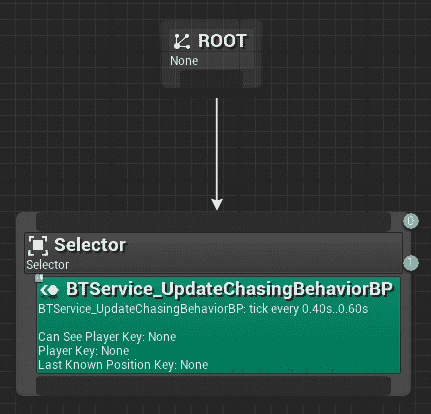 ROOT
None
0
Selector
Selector
1
BTService_UpdateChasingBehaviorBP
BTService_UpdateChasingBehaviorBP: tick every 0.40s..0.60s
Can See Player Key: None
Player Key: None
Last Known Position Key: None